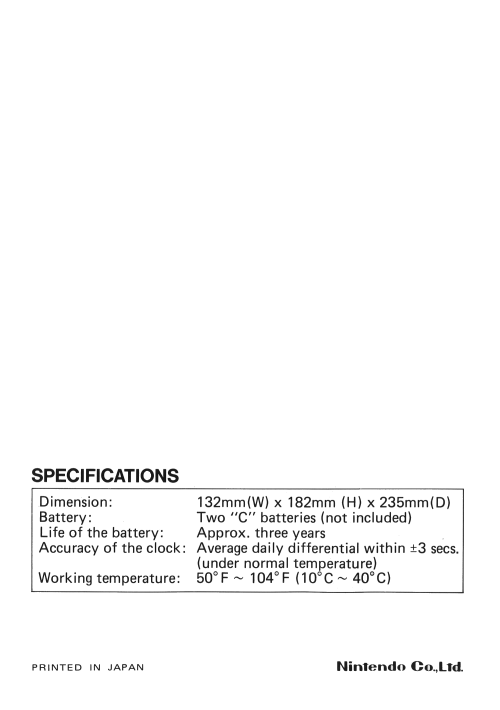 SPECIFICATIONS
Dimension: 132mm(W) x 182mm (H) x 235mm(D)
Battery: Two "C" batteries (not included)
Life of the battery: Approx. three years
Accuracy of the clock: Average daily differential within ±3 secs.
(under normal temperature)
Working temperature: 50°F ~ 104°F (10°C ~ 40°C)
PRINTED IN JAPAN Nintendo Co.,Ltd.